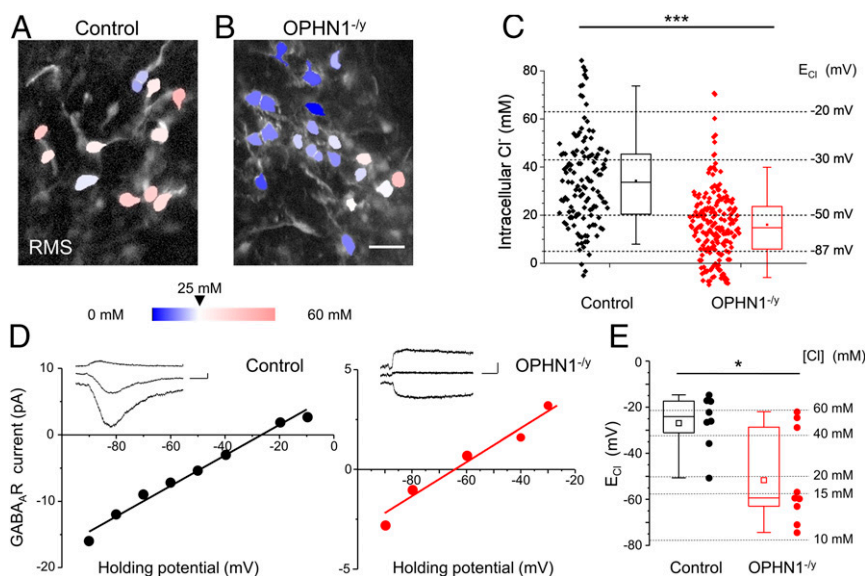 A Control
B OPHN1-/y
RMS
25 mM
0 mM 60 mM
C
***
ECl
Intracellular Cl- (mM)
80
60
40
20
0
-20 mV
-30 mV
-50 mV
-87 mV
Control OPHN1-/y
D
Control
GABAAR current (pA)
0
-10
-20
-80 -60 -40 -20 0
Holding potential (mV)
OPHN1-/y
5
0
-5
-100 -80 -60 -40 -20
Holding potential (mV)
E
[Cl] (mM)
*
ECl (mV)
0
-20
-40
-60
-80
60 mM
40 mM
20 mM
15 mM
10 mM
Control OPHN1-/y